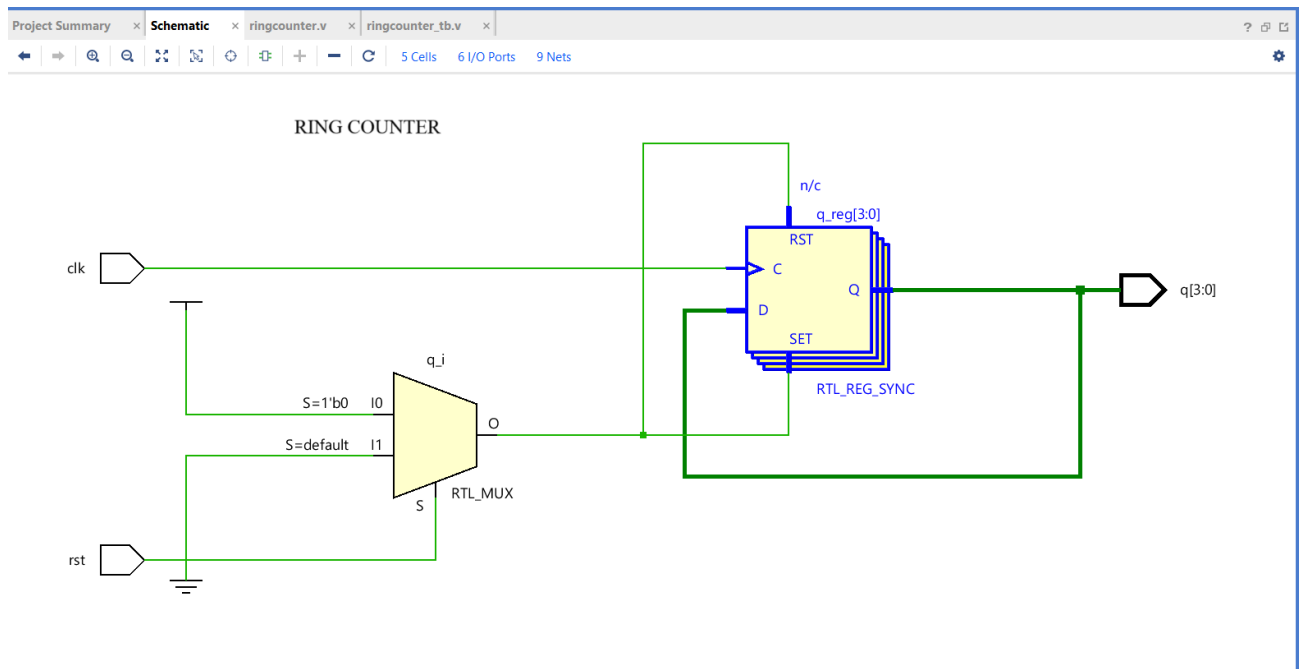 Project Summary × Schematic × ringcounter.v × ringcounter_tb.v × ?
5 Cells 6 I/O Ports 9 Nets
RING COUNTER
n/c
q_reg[3:0]
RST
clk
C
Q
q[3:0]
D
SET
q_i
RTL_REG_SYNC
S=1'b0 I0
O
S=default I1
RTL_MUX
S
rst